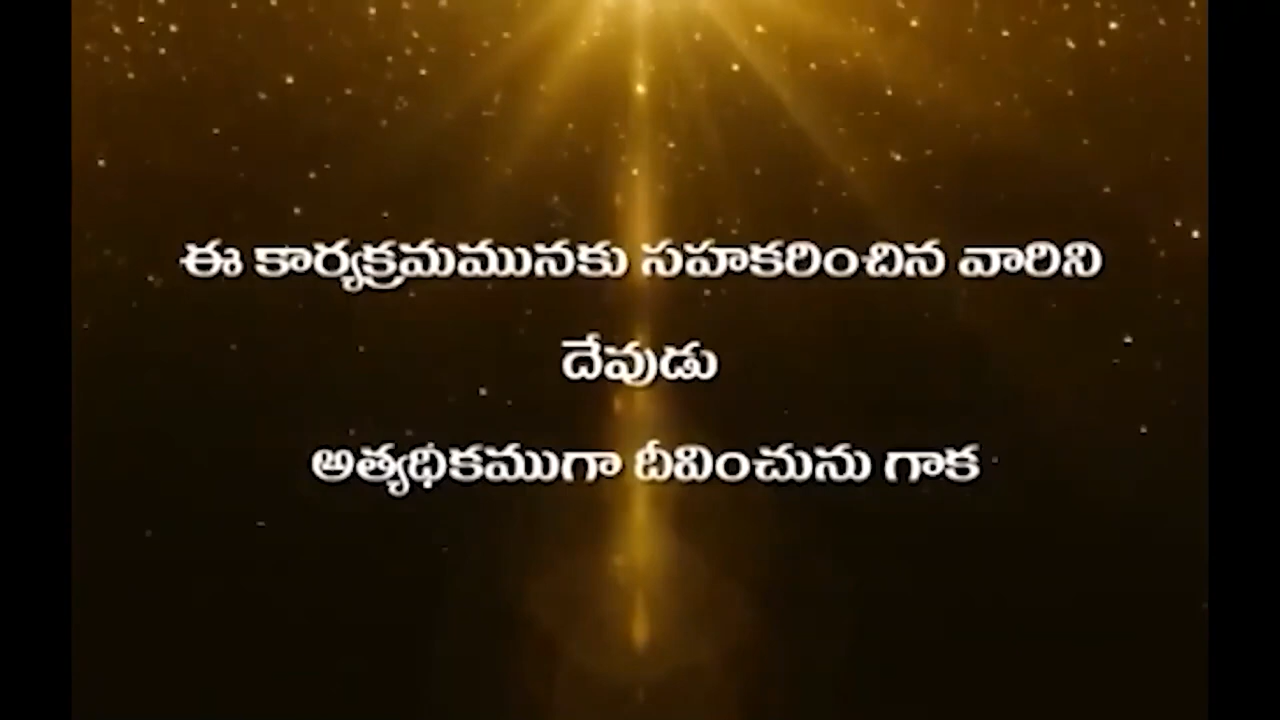 ఈ కార్యక్రమమునకు సహకరించిన వారిని
దేవుడు
అత్యధికముగా దీవించును గాక